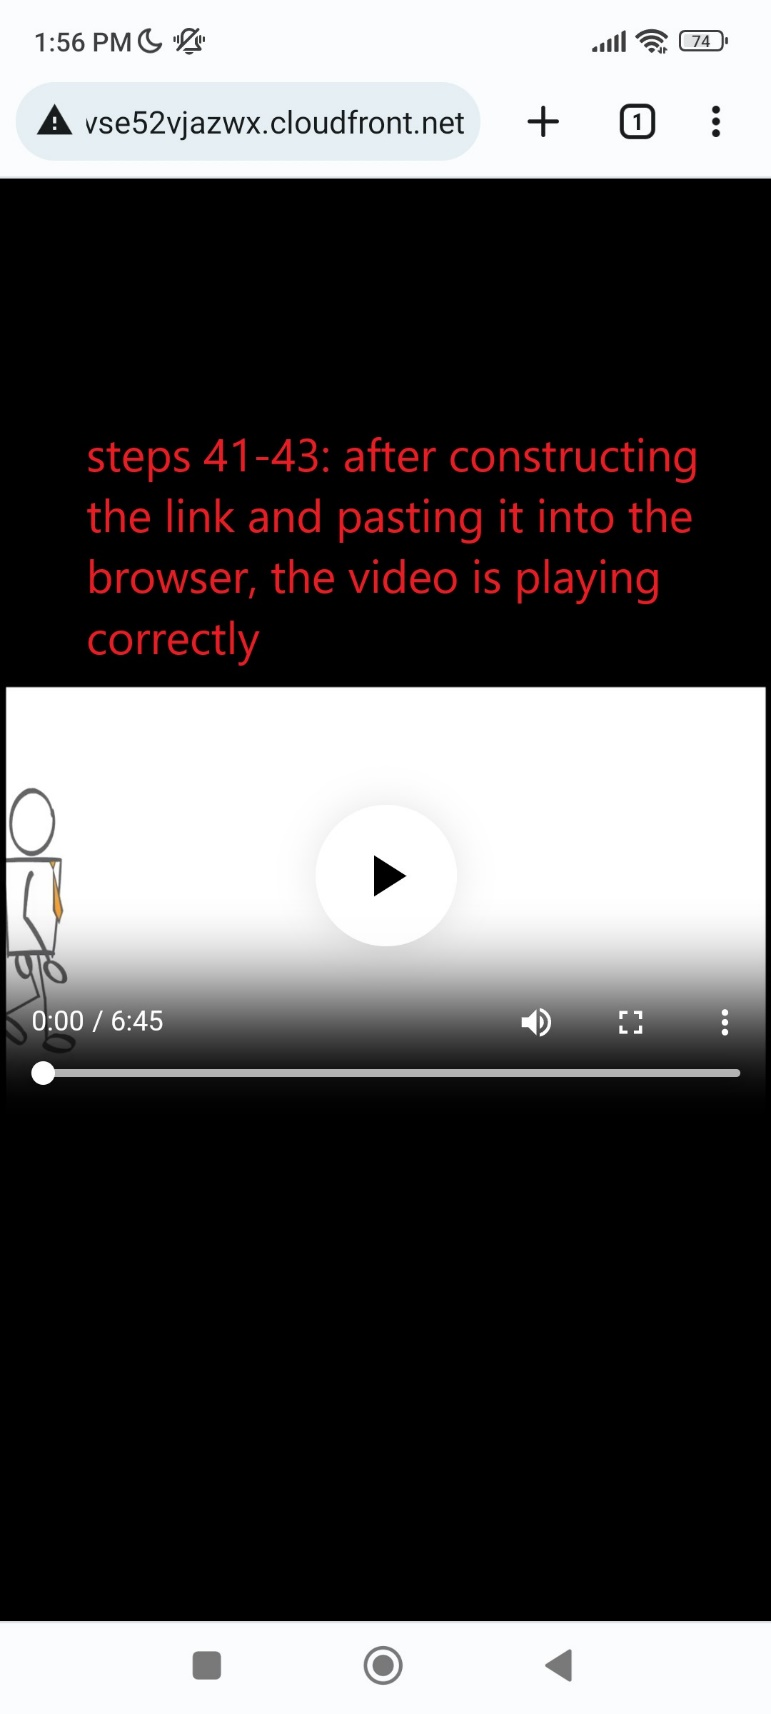 1:56 PM
74
vse52vjazwx.cloudfront.net
1
steps 41-43: after constructing
the link and pasting it into the
browser, the video is playing
correctly
0:00 / 6:45